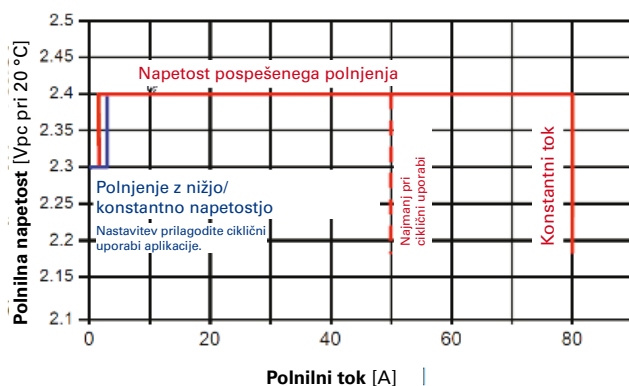 Polnilna napetost [Vpc pri 20 °C]
2.5
2.45
2.4
2.35
2.3
2.25
2.2
2.15
2.1
Napetost pospešenega polnjenja
Polnjenje z nižjo/
konstantno napetostjo
Nastavitev prilagodite ciklični
uporabi aplikacije.
Najmanj pri
ciklični uporabi
Konstantni tok
0
20
40
60
80
Polnilni tok [A]